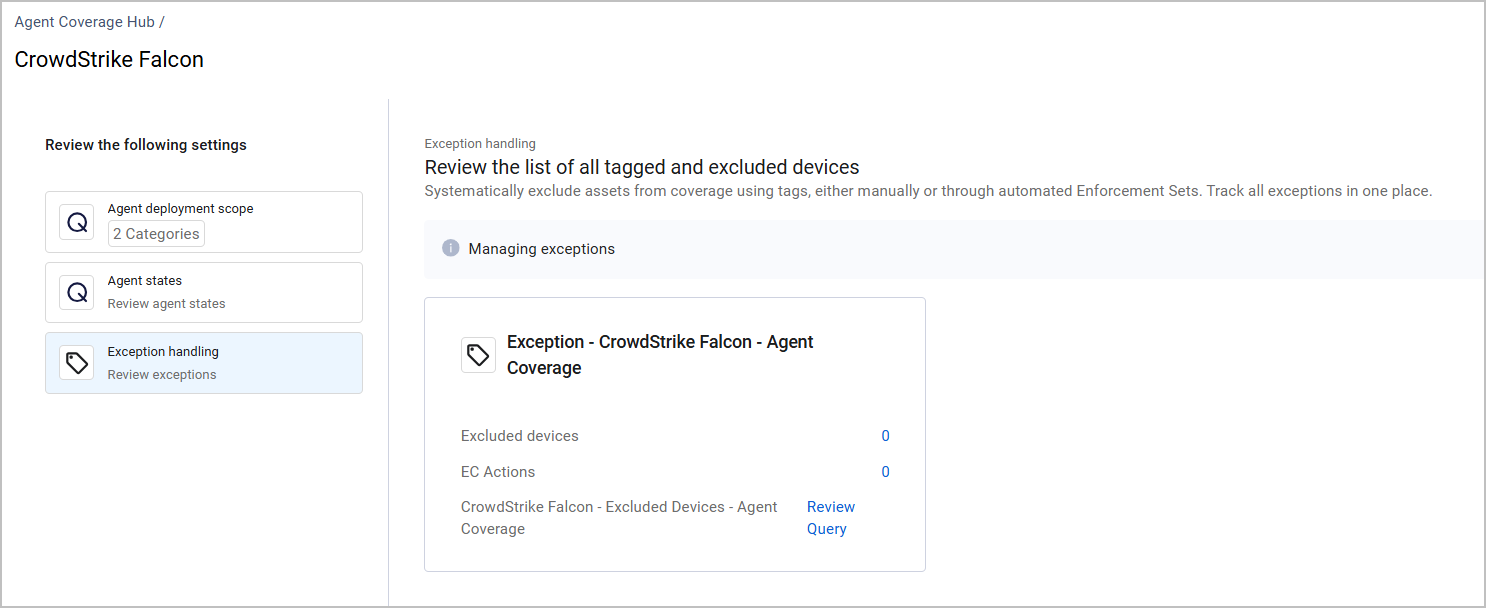 Agent Coverage Hub /
CrowdStrike Falcon
Review the following settings
Agent deployment scope
2 Categories
Agent states
Review agent states
Exception handling
Review exceptions
Exception handling
Review the list of all tagged and excluded devices
Systematically exclude assets from coverage using tags, either manually or through automated Enforcement Sets. Track all exceptions in one place.
Managing exceptions
Exception - CrowdStrike Falcon - Agent
Coverage
Excluded devices 0
EC Actions 0
CrowdStrike Falcon - Excluded Devices - Agent Review
Coverage Query